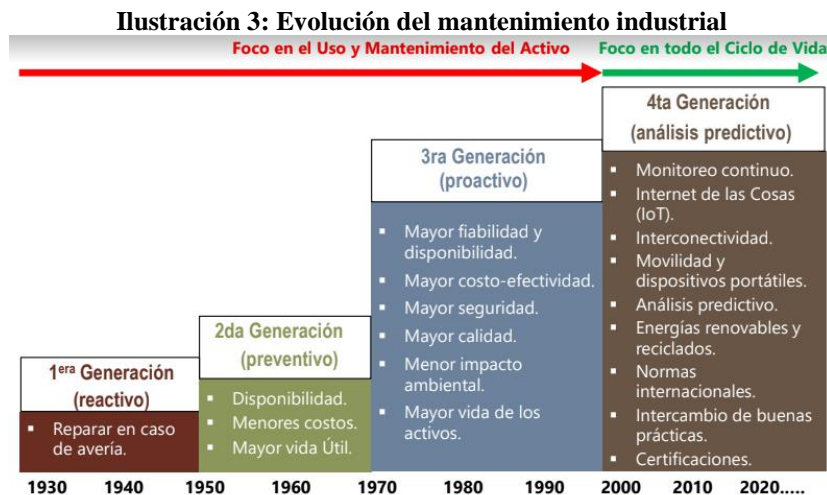 Ilustración 3: Evolución del mantenimiento industrial
Foco en el Uso y Mantenimiento del Activo
Foco en todo el Ciclo de Vida
1era Generación
(reactivo)
▪ Reparar en caso
de avería.
2da Generación
(preventivo)
▪ Disponibilidad.
▪ Menores costos.
▪ Mayor vida Útil.
3ra Generación
(proactivo)
▪ Mayor fiabilidad y
disponibilidad.
▪ Mayor costo-efectividad.
▪ Mayor seguridad.
▪ Mayor calidad.
▪ Menor impacto
ambiental.
▪ Mayor vida de los
activos.
4ta Generación
(análisis predictivo)
▪ Monitoreo continuo.
▪ Internet de las Cosas
(IoT).
▪ Interconectividad.
▪ Movilidad y
dispositivos portátiles.
▪ Análisis predictivo.
▪ Energías renovables y
reciclados.
▪ Normas
internacionales.
▪ Intercambio de buenas
prácticas.
▪ Certificaciones.
1930 1940 1950 1960 1970 1980 1990 2000 2010 2020.....